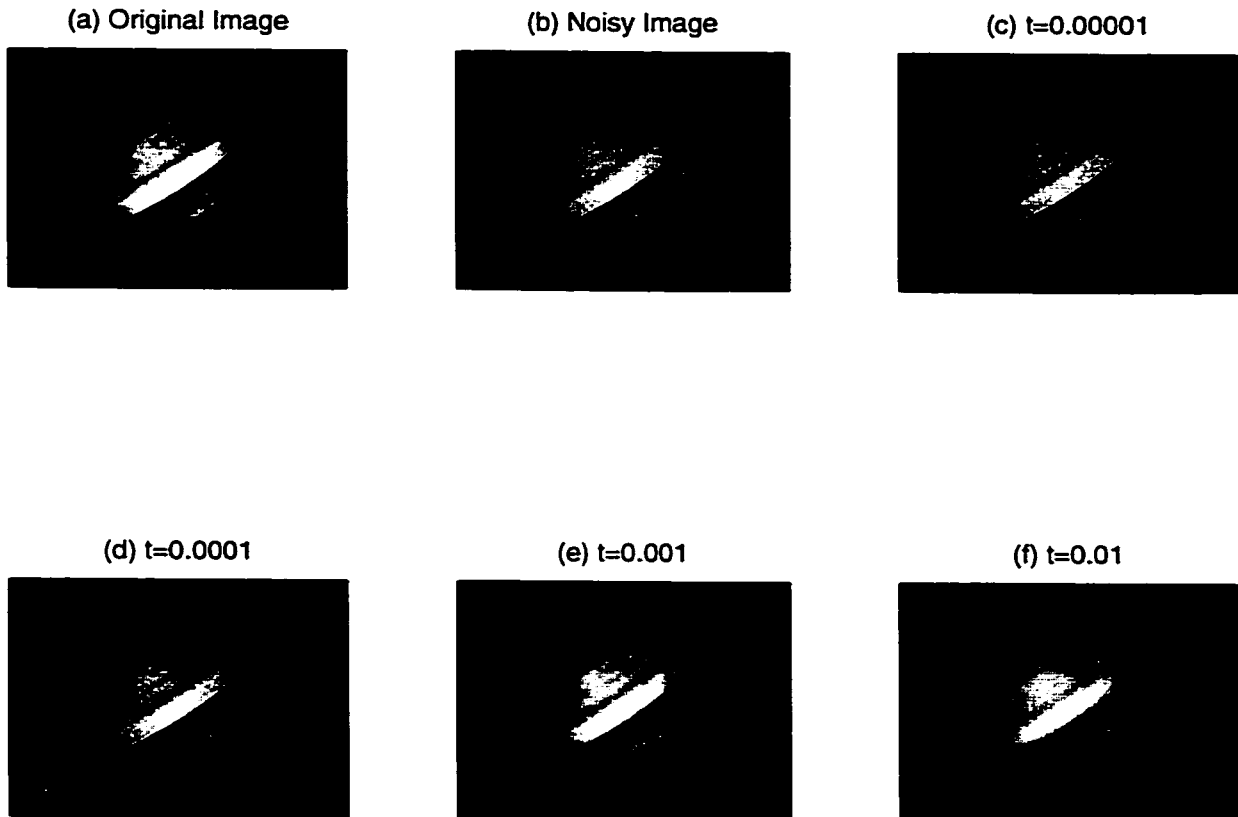 (a) Original Image
(b) Noisy Image
(c) t=0.00001
(d) t=0.0001
(e) t=0.001
(f) t=0.01